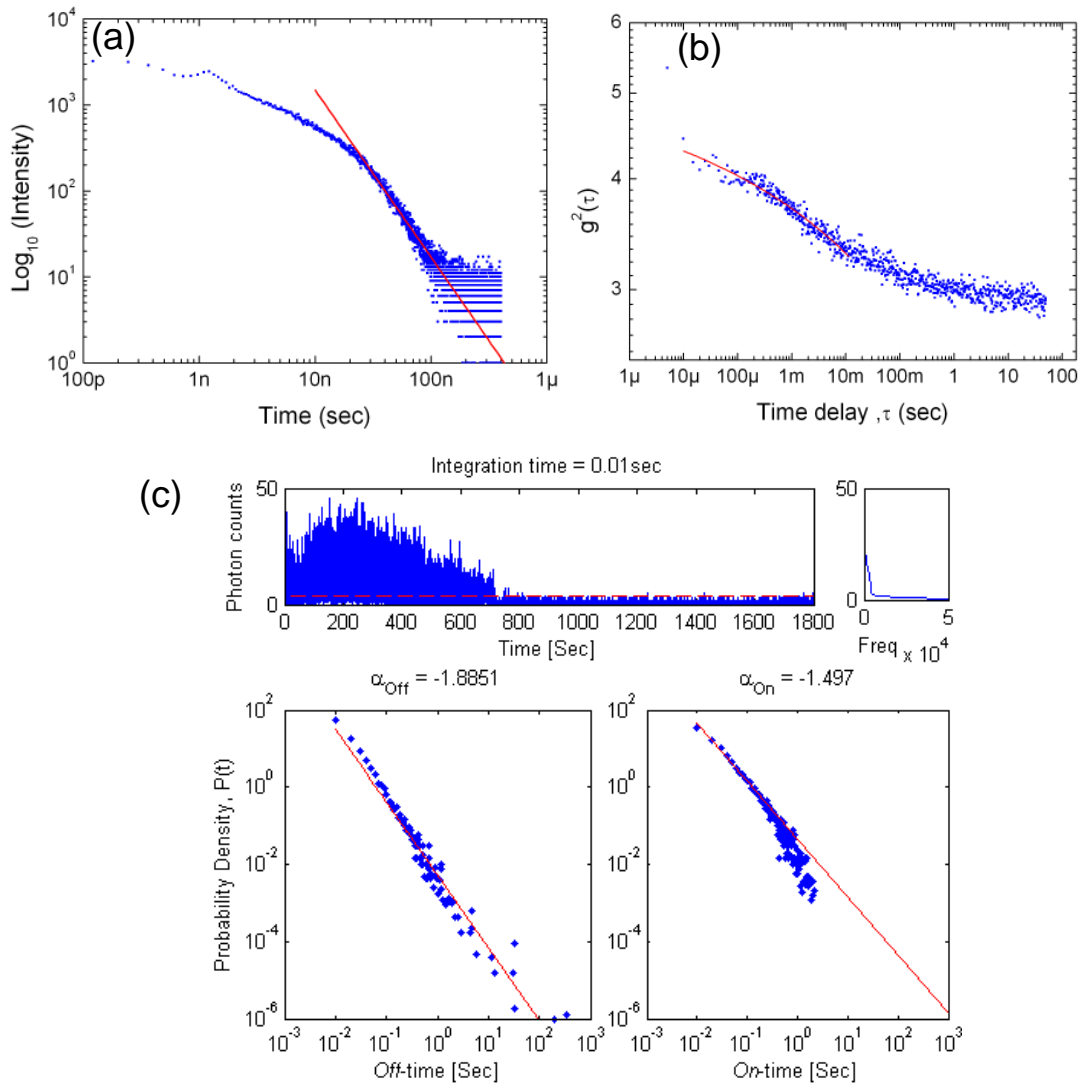 (a)
10^4
10^3
10^2
10^1
10^0
Log₁₀ (Intensity)
100p 1n 10n 100n 1µ
Time (sec)
(b)
6
5
4
3
g²(τ)
1µ 10µ 100µ 1m 10m 100m 1 10 100
Time delay ,τ (sec)
(c)
Integration time = 0.01sec
50
0
Photon counts
0 200 400 600 800 1000 1200 1400 1600 1800
Time [Sec]
50
0
0 5
Freq x 10^4
α_Off = -1.8851
10^2
10^0
10^-2
10^-4
10^-6
Probability Density, P(t)
10^-3 10^-2 10^-1 10^0 10^1 10^2 10^3
Off-time [Sec]
α_On = -1.497
10^2
10^0
10^-2
10^-4
10^-6
10^-3 10^-2 10^-1 10^0 10^1 10^2 10^3
On-time [Sec]